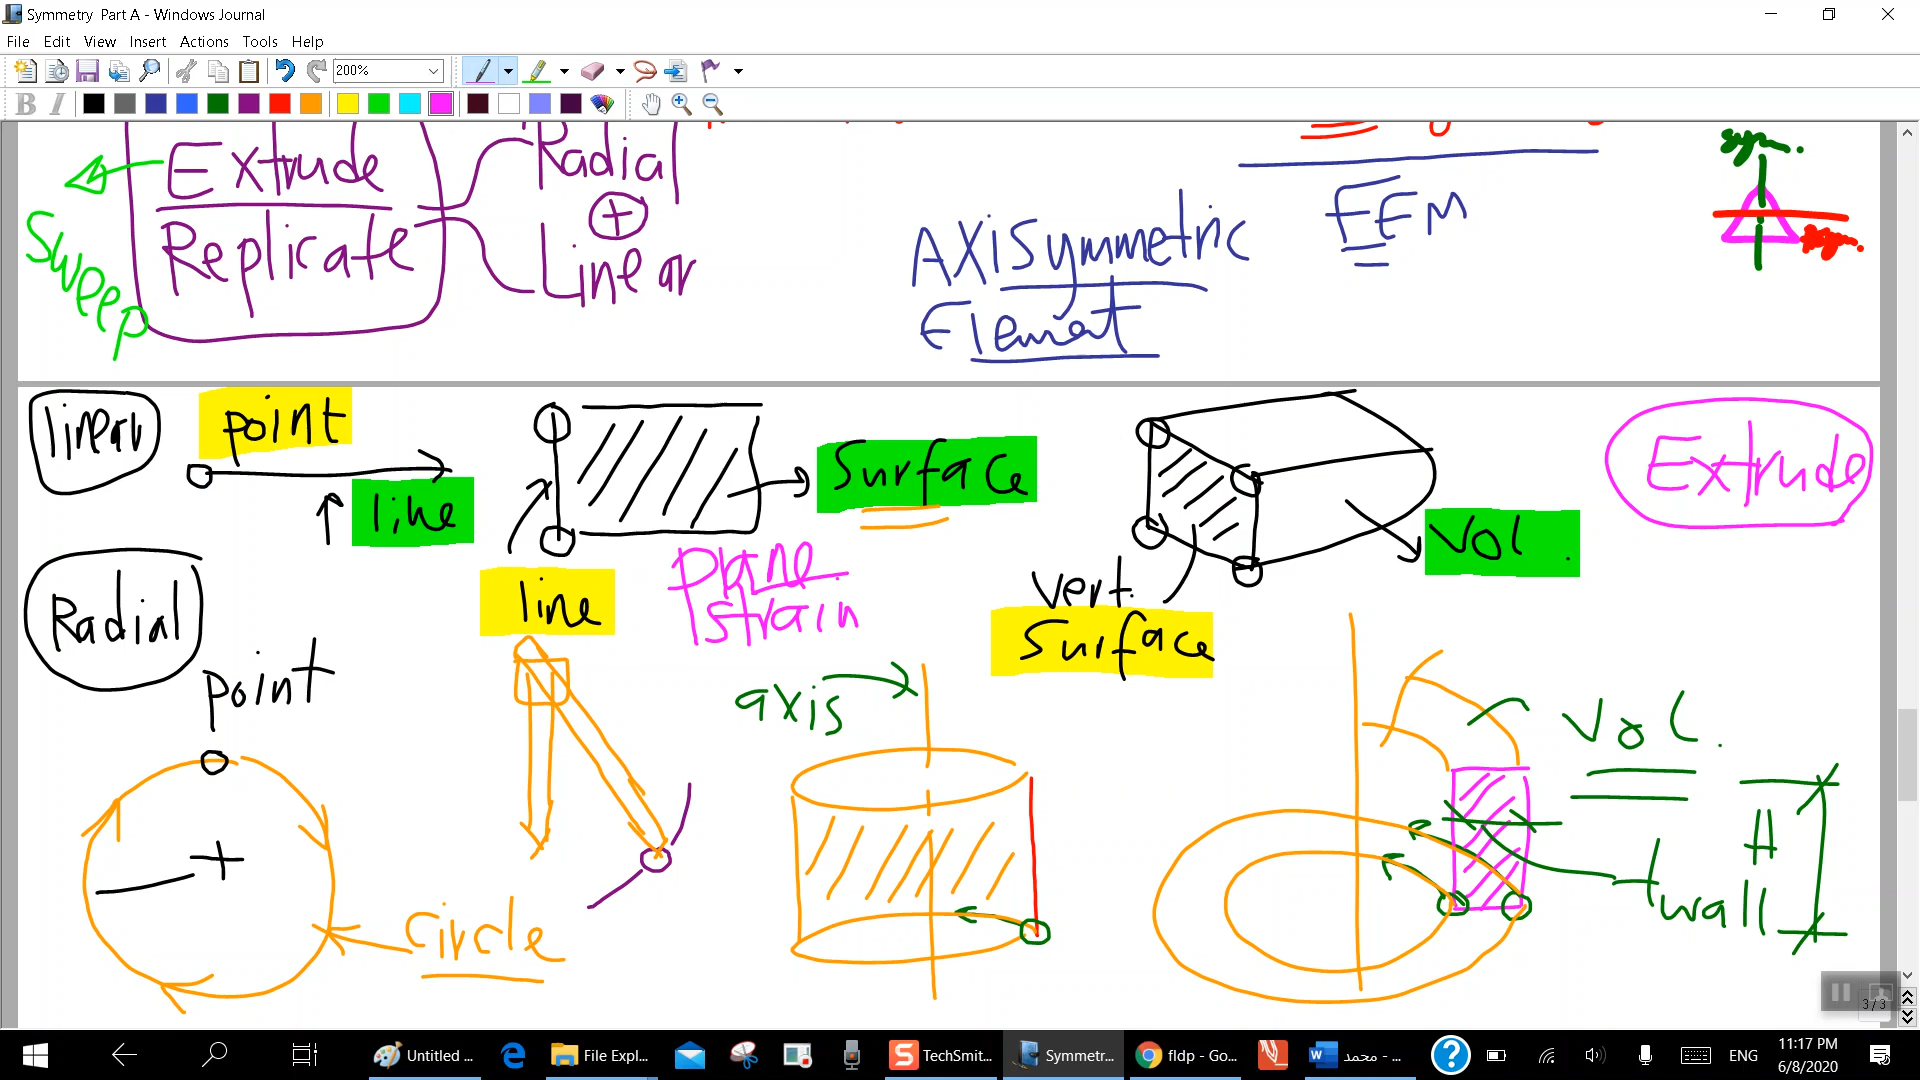 Symmetry Part A - Windows Journal
File Edit View Insert Actions Tools Help
200%
B I
Extrude
Replicate
Sweep
Radial
+
Linear
AXiSymmetric
Element
FEM
sym.
linear
point
line
Surface
Vol.
Extrude
Radial
point
line
plane
strain
vert.
Surface
axis
Vol.
H
twall
circle
3 / 3
Untitled ...
File Expl...
TechSmit...
Symmetr...
fldp - Go...
محمد - ...
ENG
11:17 PM
6/8/2020